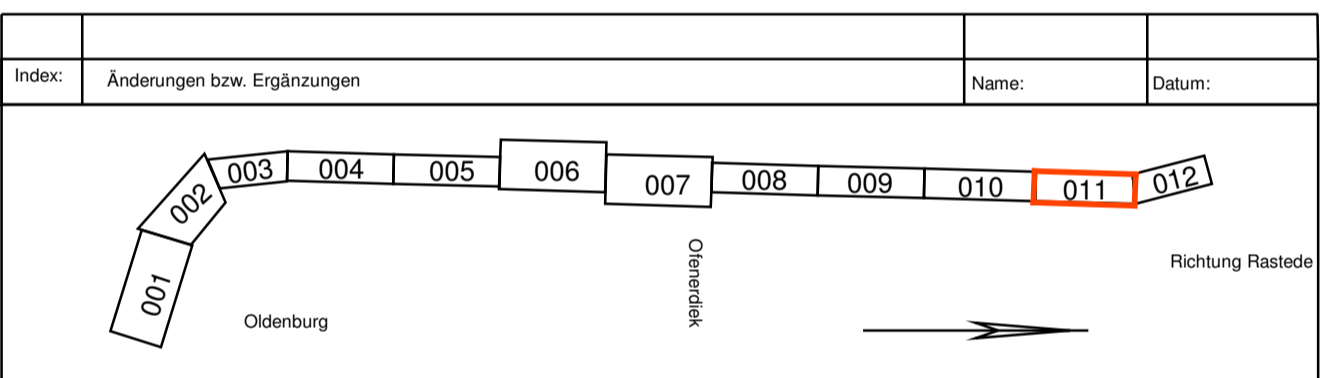 Index: Änderungen bzw. Ergänzungen Name: Datum:
001 002 003 004 005 006 007 008 009 010 011 012
Ofenerdiek
Richtung Rastede
Oldenburg